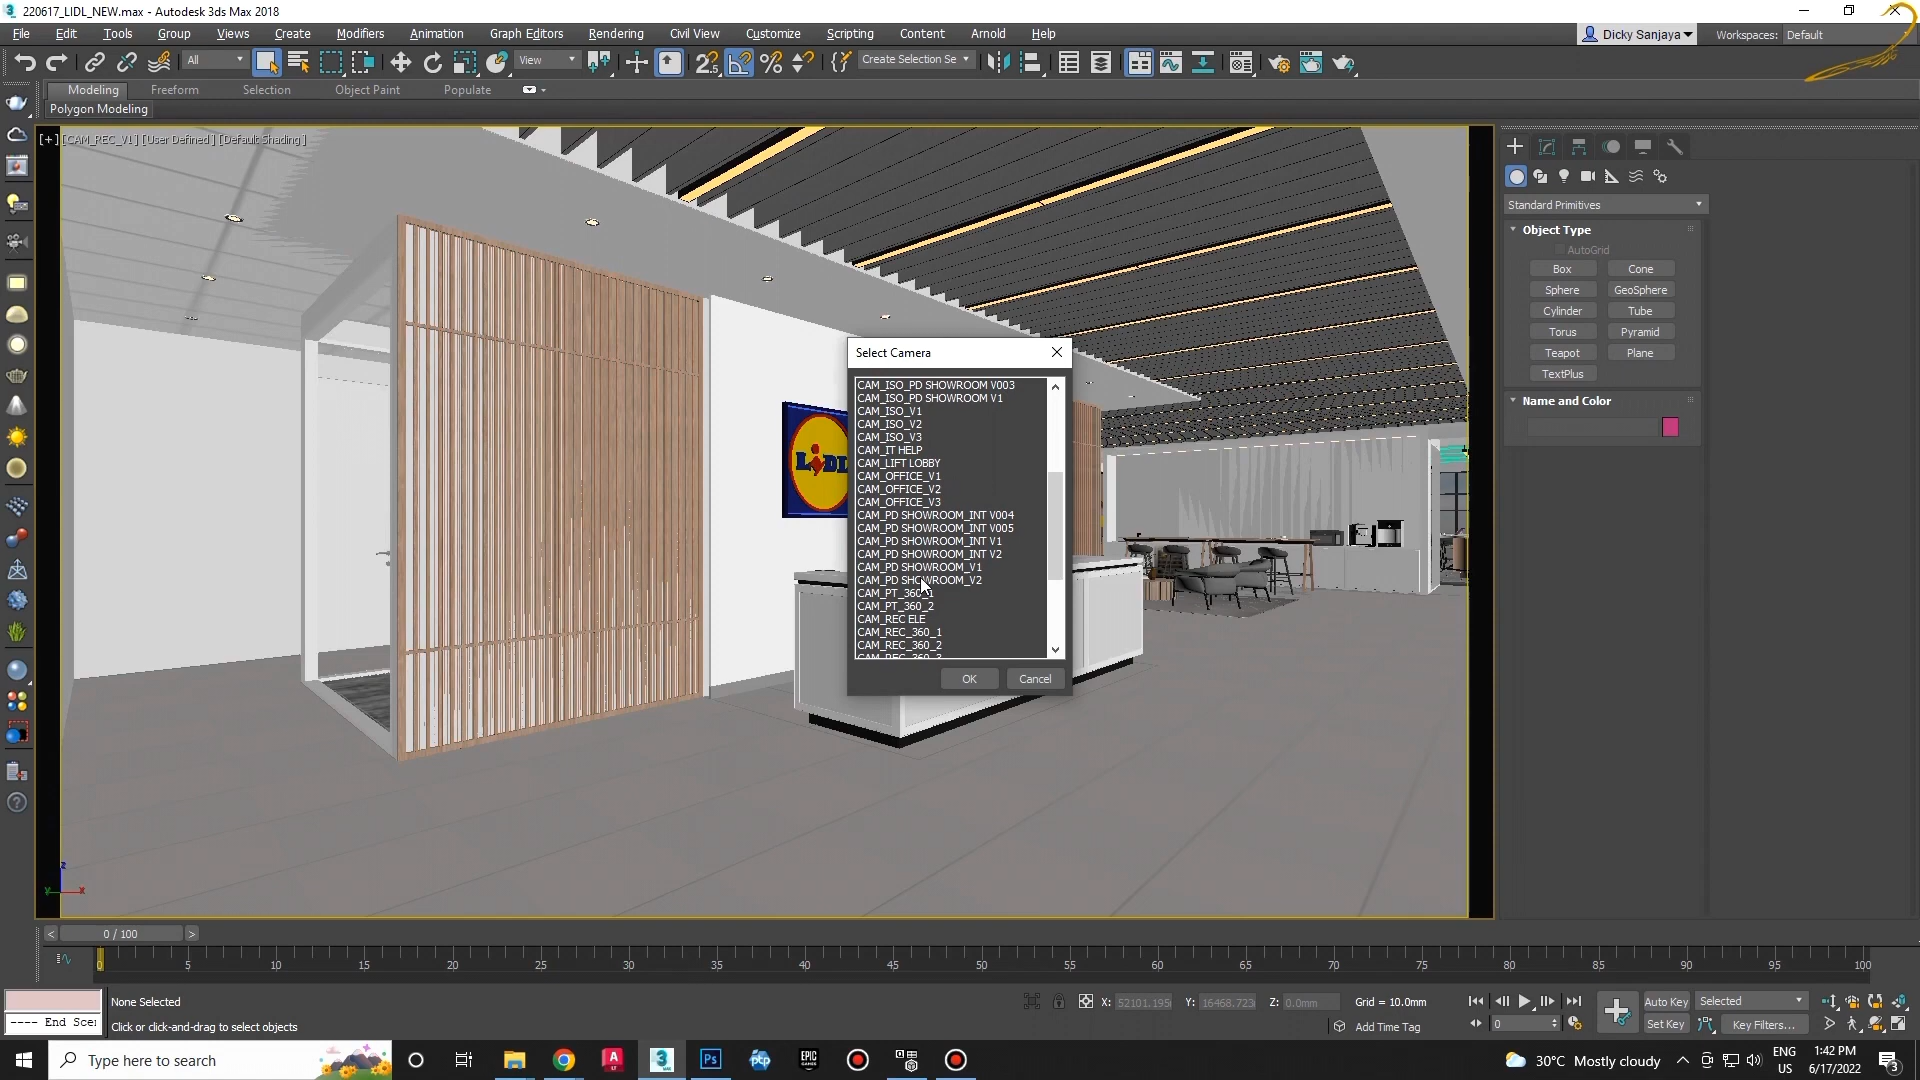 220617_LIDL_NEW.max - Autodesk 3ds Max 2018
File Edit Tools Group Views Create Modifiers Animation Graph Editors Rendering Civil View Customize Scripting Content Arnold Help
Dicky Sanjaya
Workspaces: Default
All
View
Create Selection Se
Modeling Freeform Selection Object Paint Populate
Polygon Modeling
[+] [CAM_REC_V1] [User Defined] [Default Shading]
Standard Primitives
Object Type
AutoGrid
Box Cone
Sphere GeoSphere
Cylinder Tube
Torus Pyramid
Teapot Plane
TextPlus
Name and Color
LIDL
Select Camera
CAM_ISO_PD SHOWROOM V003
CAM_ISO_PD SHOWROOM V1
CAM_ISO_V1
CAM_ISO_V2
CAM_ISO_V3
CAM_IT HELP
CAM_LIFT LOBBY
CAM_OFFICE_V1
CAM_OFFICE_V2
CAM_OFFICE_V3
CAM_PD SHOWROOM_INT V004
CAM_PD SHOWROOM_INT V005
CAM_PD SHOWROOM_INT V1
CAM_PD SHOWROOM_INT V2
CAM_PD SHOWROOM_V1
CAM_PD SHOWROOM_V2
CAM_PT_360_1
CAM_PT_360_2
CAM_REC ELE
CAM_REC_360_1
CAM_REC_360_2
CAM_REC_360_3
OK Cancel
z
y x
0 / 100
0 5 10 15 20 25 30 35 40 45 50 55 60 65 70 75 80 85 90 95 100
None Selected
X: 52101.195 Y: 16468.723 Z: 0.0mm Grid = 10.0mm
Auto Key Selected
---- End Scer
Click or click-and-drag to select objects
Add Time Tag
0
Set Key Key Filters...
Type here to search
30°C Mostly cloudy
ENG
US
1:42 PM
6/17/2022
3